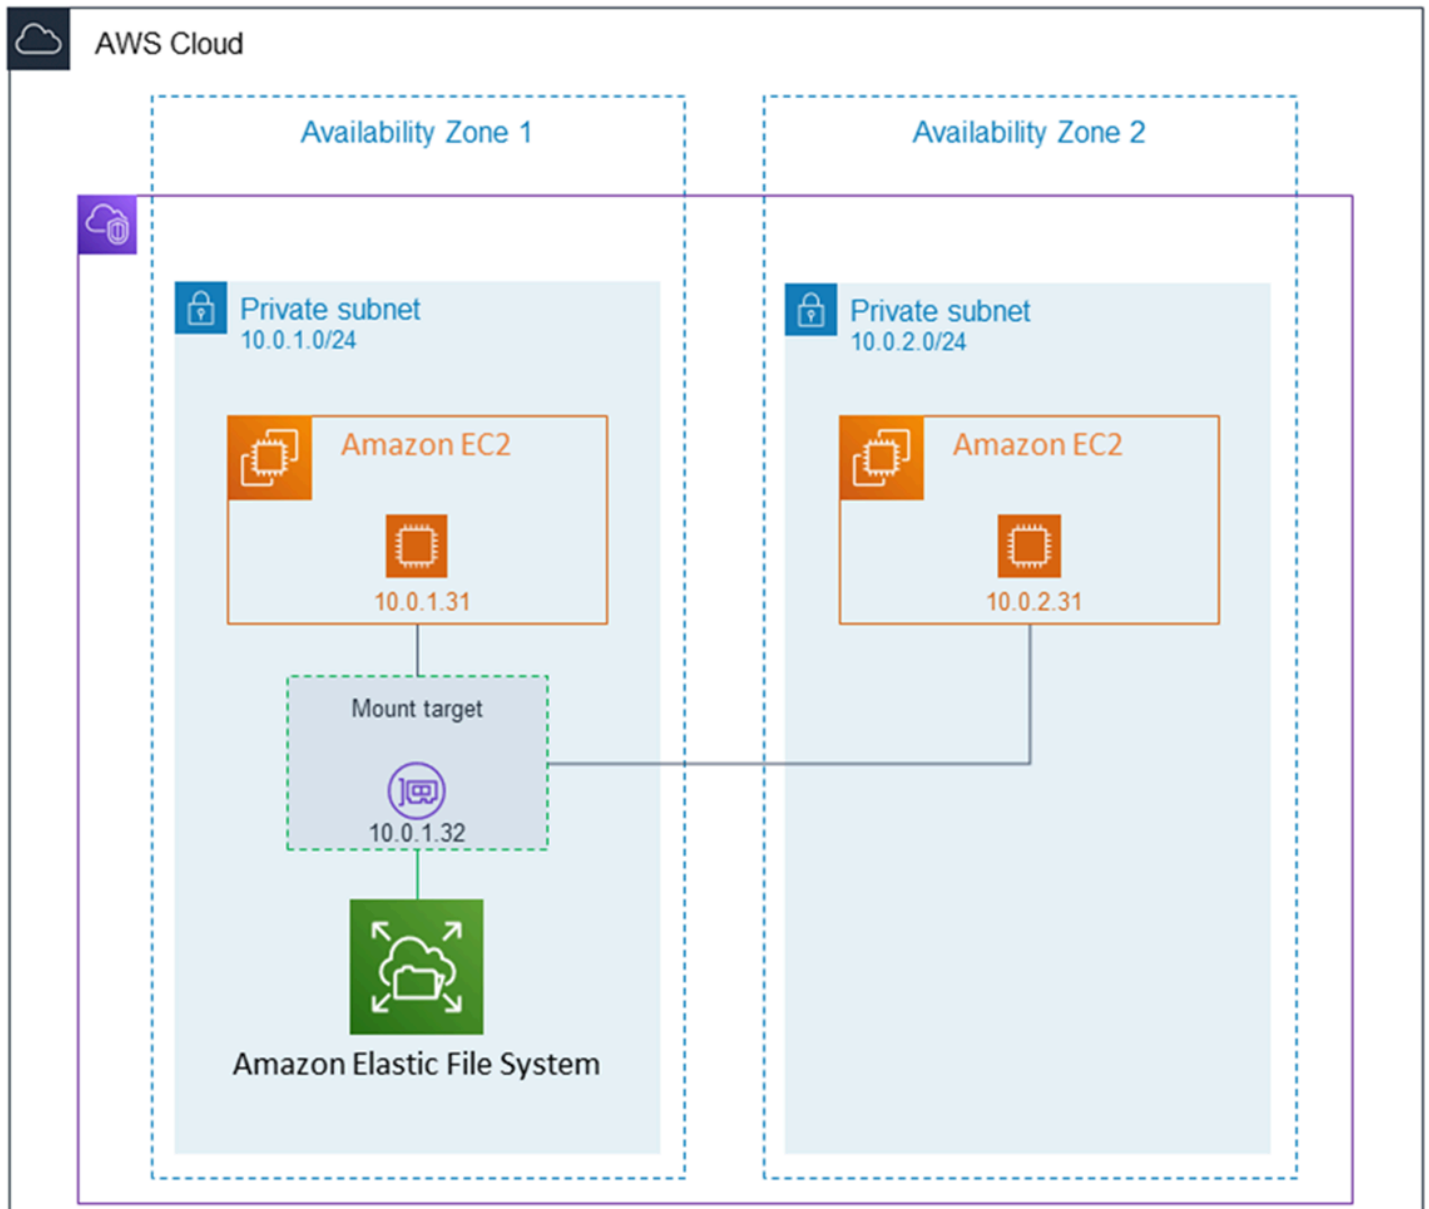 AWS Cloud
Availability Zone 1
Availability Zone 2
Private subnet
10.0.1.0/24
Private subnet
10.0.2.0/24
Amazon EC2
10.0.1.31
Amazon EC2
10.0.2.31
Mount target
10.0.1.32
Amazon Elastic File System